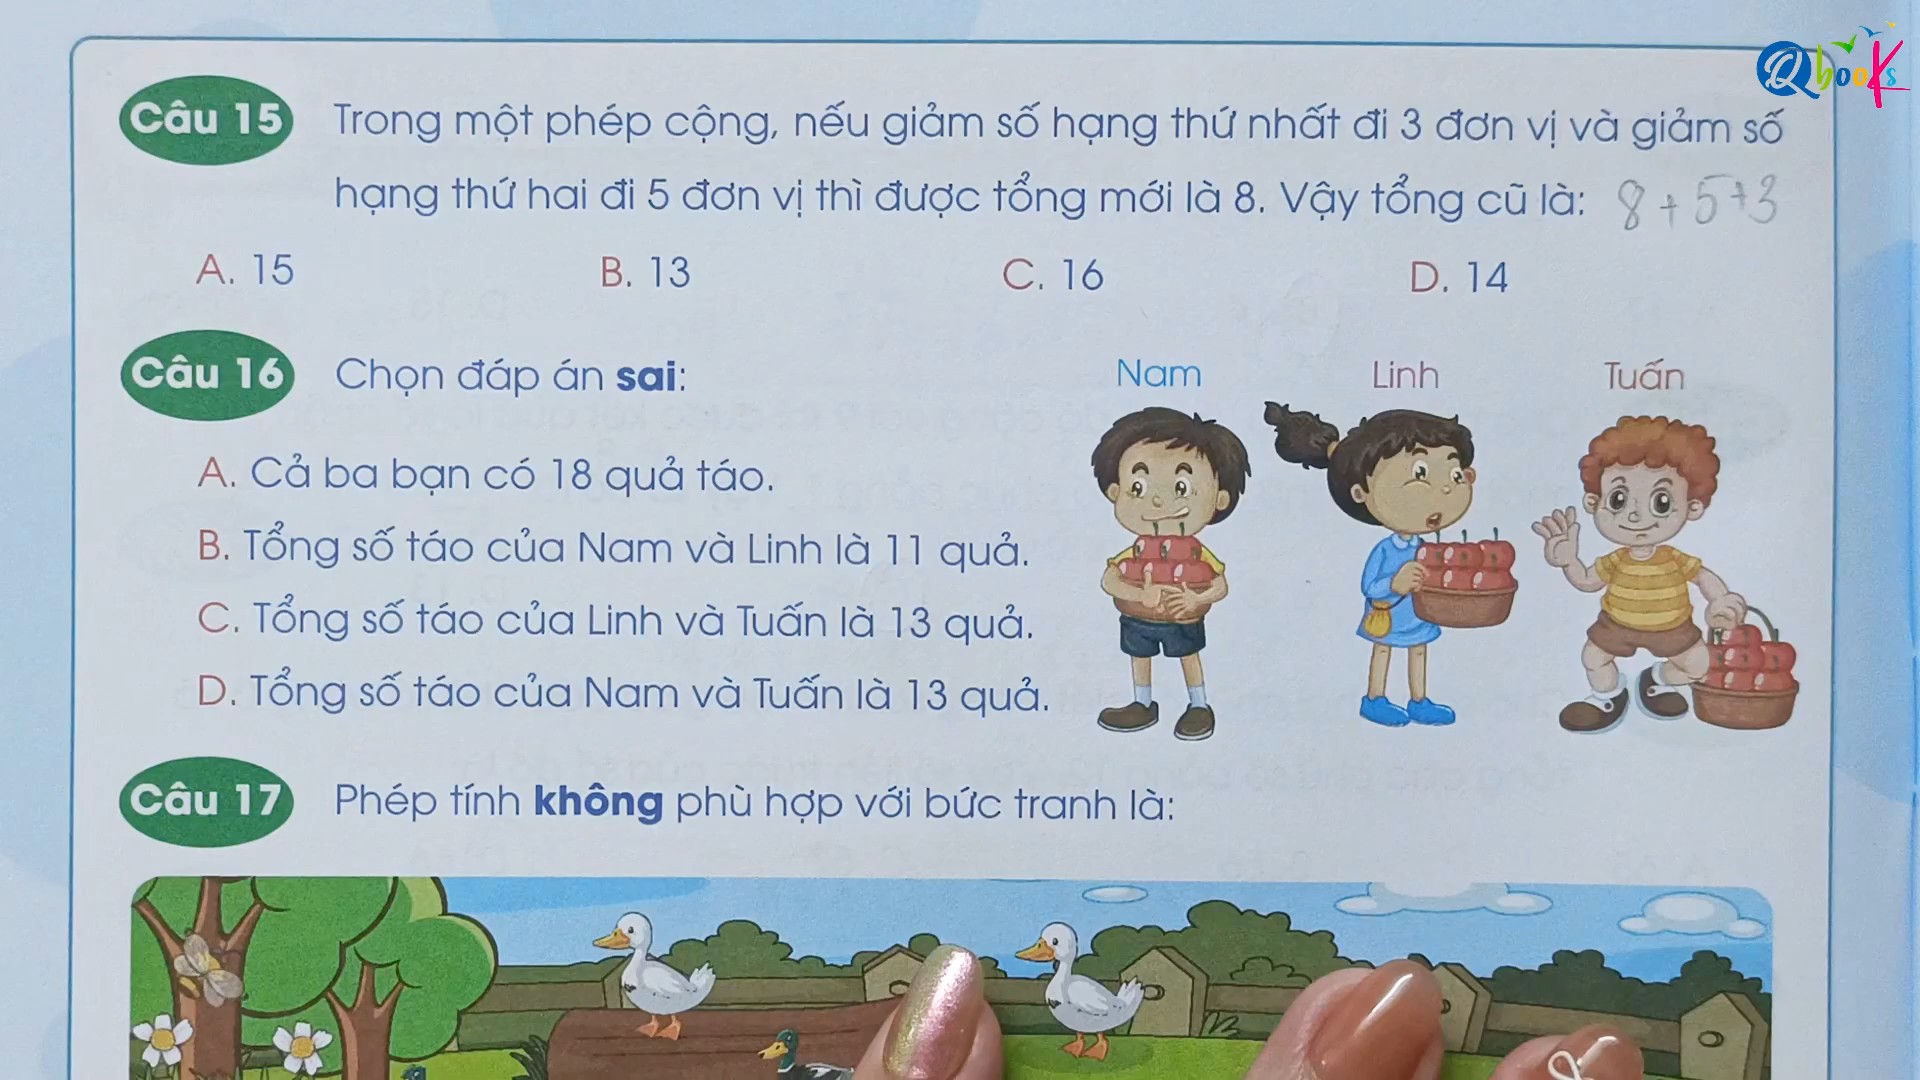 Qbooks
Câu 15 Trong một phép cộng, nếu giảm số hạng thứ nhất đi 3 đơn vị và giảm số
hạng thứ hai đi 5 đơn vị thì được tổng mới là 8. Vậy tổng cũ là: 8 + 5 + 3
A. 15 B. 13 C. 16 D. 14
Câu 16 Chọn đáp án sai:
Nam Linh Tuấn
A. Cả ba bạn có 18 quả táo.
B. Tổng số táo của Nam và Linh là 11 quả.
C. Tổng số táo của Linh và Tuấn là 13 quả.
D. Tổng số táo của Nam và Tuấn là 13 quả.
Câu 17 Phép tính không phù hợp với bức tranh là: